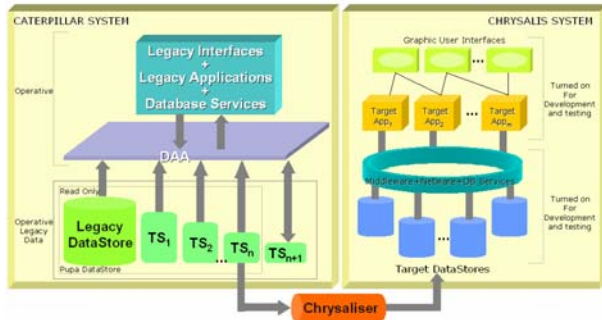 CATERPILLAR SYSTEM
Operative
Legacy Interfaces
+
Legacy Applications
+
Database Services
DAA
Operative
Legacy
Data
Read Only
Legacy
DataStore
Pupa DataStore
TS1
TS2
...
TSn
TSn+1
Chrysaliser
CHRYSALIS SYSTEM
Graphic User Interfaces
...
Target
App1
Target
App2
...
Target
Appm
Turned on
For
Development
and testing
Middleware+Netware+DB Services
...
Turned on
For
Development
and testing
Target DataStores